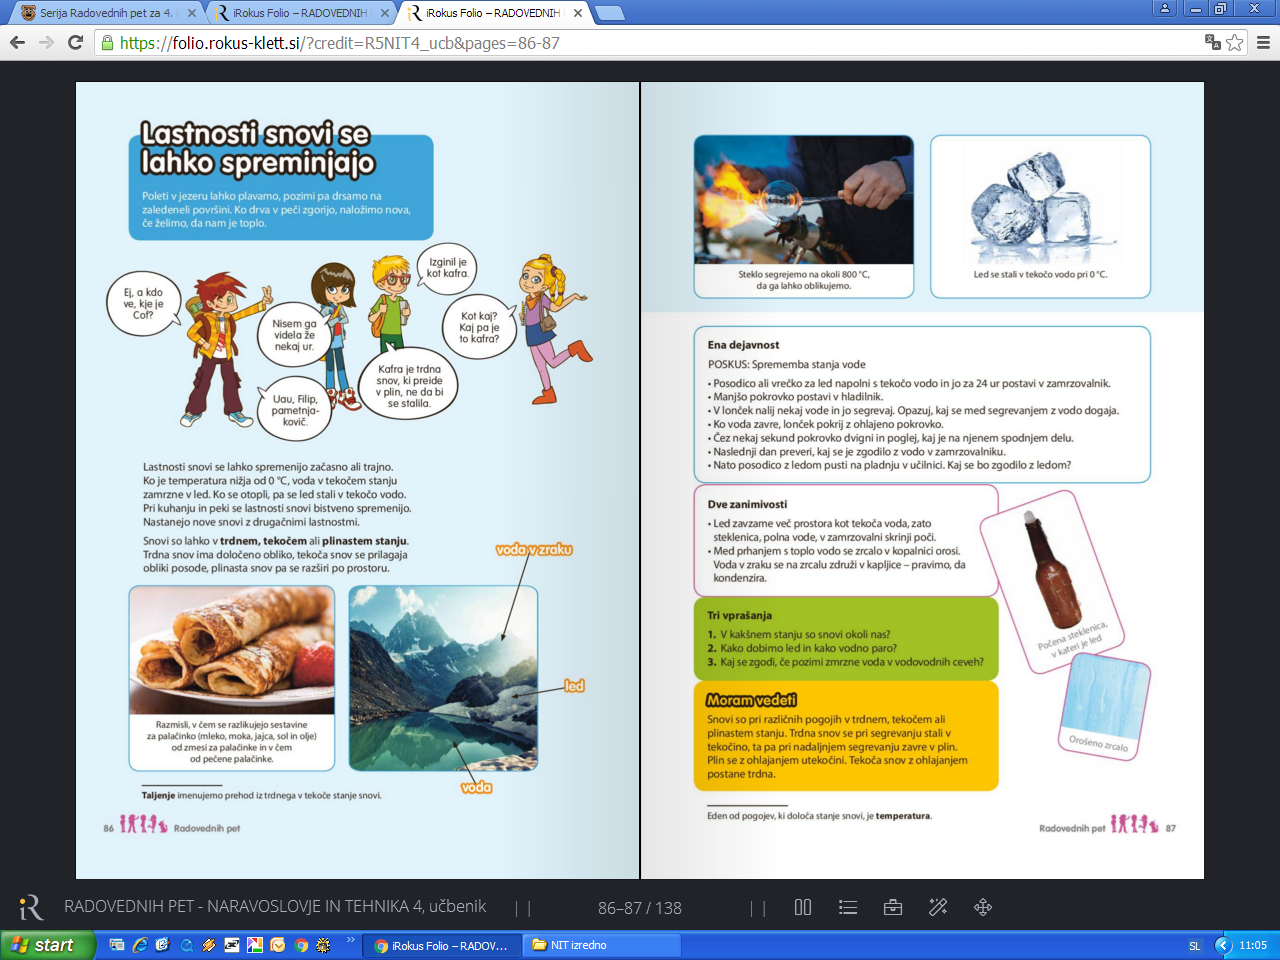 Serija Radovednih pet za 4.
iRokus Folio – RADOVEDNIH
iRokus Folio – RADOVEDNIH
https://folio.rokus-klett.si/?credit=R5NIT4_ucb&pages=86-87
Lastnosti snovi se
lahko spreminjajo
Poleti v jezeru lahko plavamo, pozimi pa drsamo na
zaledeneli površini. Ko drva v peči zgorijo, naložimo nova,
če želimo, da nam je toplo.
Ej, a kdo
ve, kje je
Cof?
Nisem ga
videla že
nekaj ur.
Izginil je
kot kafra.
Kot kaj?
Kaj pa je
to kafra?
Kafra je trdna
snov, ki preide
v plin, ne da bi
se stalila.
Uau, Filip,
pametnja-
kovič.
Lastnosti snovi se lahko spremenijo začasno ali trajno.
Ko je temperatura nižja od 0 °C, voda v tekočem stanju
zamrzne v led. Ko se otopli, pa se led stali v tekočo vodo.
Pri kuhanju in peki se lastnosti snovi bistveno spremenijo.
Nastanejo nove snovi z drugačnimi lastnostmi.
Snovi so lahko v trdnem, tekočem ali plinastem stanju.
Trdna snov ima določeno obliko, tekoča snov se prilagaja
obliki posode, plinasta snov pa se razširi po prostoru.
voda v zraku
led
voda
Razmisli, v čem se razlikujejo sestavine
za palačinko (mleko, moka, jajca, sol in olje)
od zmesi za palačinke in v čem
od pečene palačinke.
Taljenje imenujemo prehod iz trdnega v tekoče stanje snovi.
86 Radovednih pet
Steklo segrejemo na okoli 800 °C,
da ga lahko oblikujemo.
Led se stali v tekočo vodo pri 0 °C.
Ena dejavnost
POSKUS: Sprememba stanja vode
• Posodico ali vrečko za led napolni s tekočo vodo in jo za 24 ur postavi v zamrzovalnik.
• Manjšo pokrovko postavi v hladilnik.
• V lonček nalij nekaj vode in jo segrevaj. Opazuj, kaj se med segrevanjem z vodo dogaja.
• Ko voda zavre, lonček pokrij z ohlajeno pokrovko.
• Čez nekaj sekund pokrovko dvigni in poglej, kaj je na njenem spodnjem delu.
• Naslednji dan preveri, kaj se je zgodilo z vodo v zamrzovalniku.
• Nato posodico z ledom pusti na pladnju v učilnici. Kaj se bo zgodilo z ledom?
Dve zanimivosti
• Led zavzame več prostora kot tekoča voda, zato
steklenica, polna vode, v zamrzovalni skrinji poči.
• Med prhanjem s toplo vodo se zrcalo v kopalnici orosi.
Voda v zraku se na zrcalu združi v kapljice – pravimo, da
kondenzira.
Počena steklenica,
v kateri je led
Tri vprašanja
1. V kakšnem stanju so snovi okoli nas?
2. Kako dobimo led in kako vodno paro?
3. Kaj se zgodi, če pozimi zmrzne voda v vodovodnih ceveh?
Orošeno zrcalo
Moram vedeti
Snovi so pri različnih pogojih v trdnem, tekočem ali
plinastem stanju. Trdna snov se pri segrevanju stali v
tekočino, ta pa pri nadaljnjem segrevanju zavre v plin.
Plin se z ohlajanjem utekočini. Tekoča snov z ohlajanjem
postane trdna.
Eden od pogojev, ki določa stanje snovi, je temperatura.
Radovednih pet 87
iR RADOVEDNIH PET - NARAVOSLOVJE IN TEHNIKA 4, učbenik
86–87 / 138
start
iRokus Folio – RADOV...
NIT izredno
SL
11:05